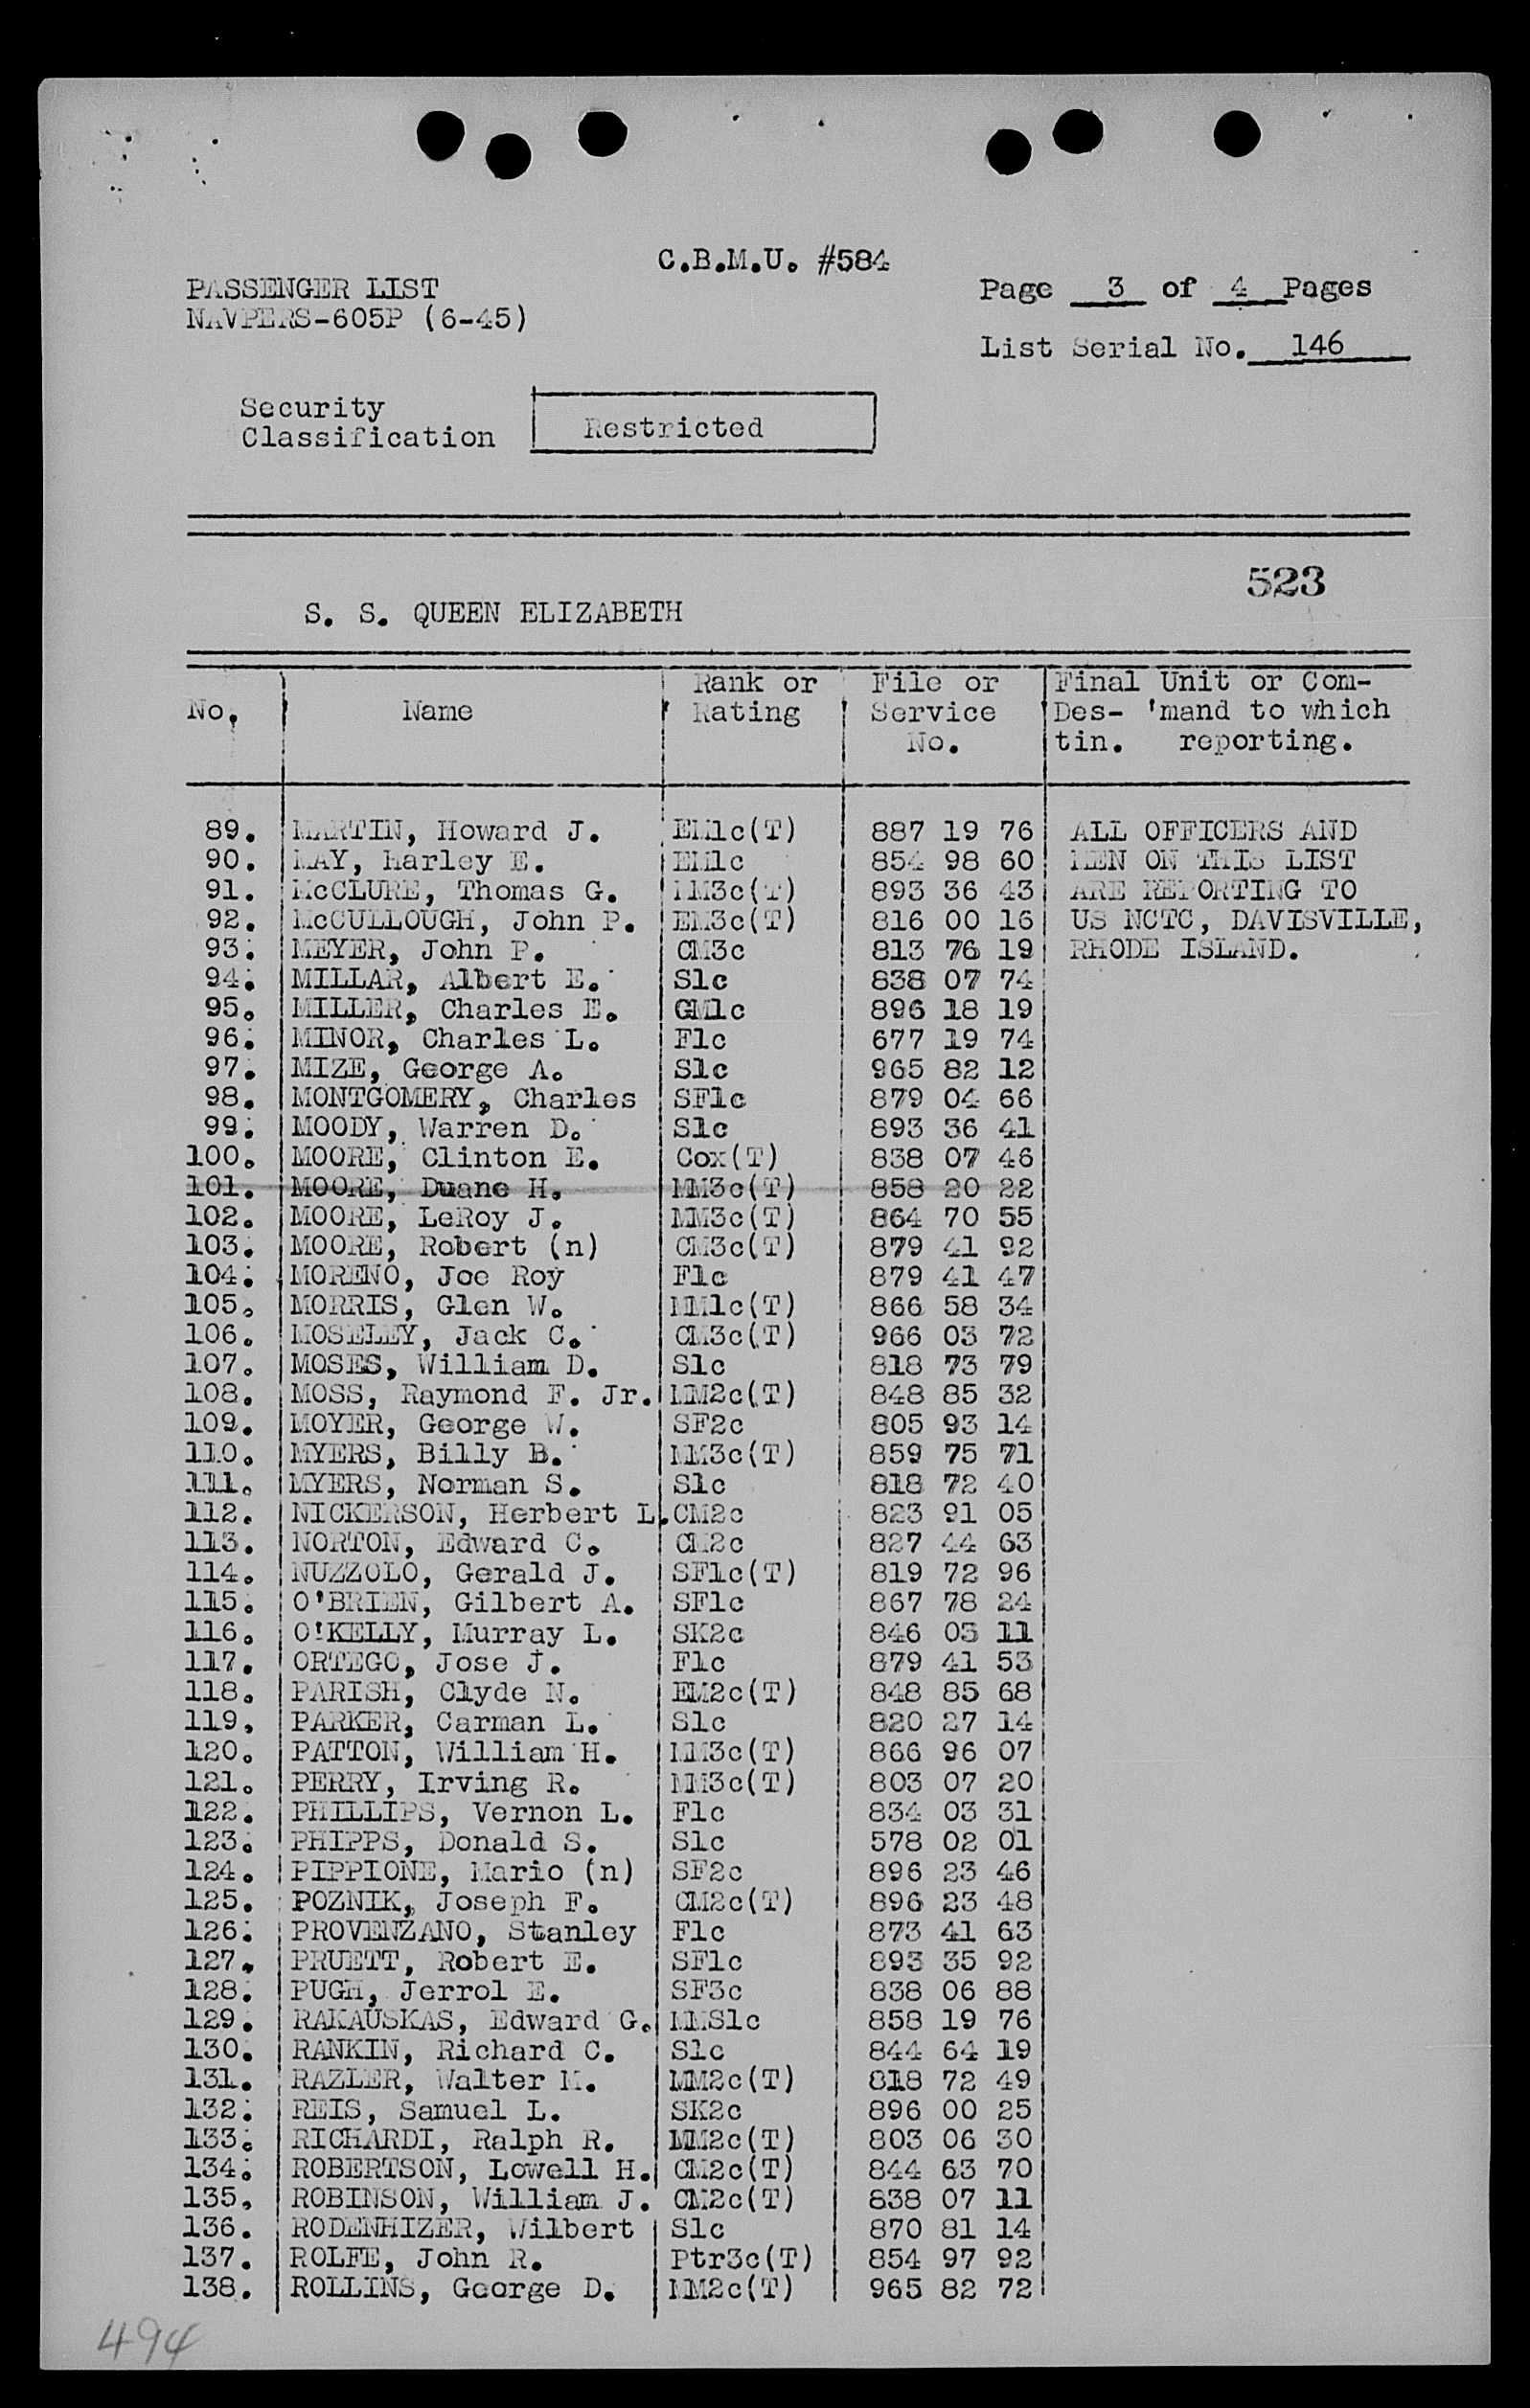 C.B.M.U. #584
PASSENGER LIST
NAVPERS-605P (6-45)
Page 3 of 4 Pages
List Serial No. 146
Security
Classification
Restricted
523
S. S. QUEEN ELIZABETH
No. Name Rank or Rating File or Service No. Final Des-tin. Unit or Com-'mand to which reporting.
89. MARTIN, Howard J. EM1c(T) 887 19 76 ALL OFFICERS AND
90. MAY, Harley E. EM1c 854 98 60 MEN ON THIS LIST
91. McCLURE, Thomas G. MM3c(T) 893 36 43 ARE REPORTING TO
92. McCULLOUGH, John P. EM3c(T) 816 00 16 US NCTC, DAVISVILLE,
93. MEYER, John P. CM3c 813 76 19 RHODE ISLAND.
94. MILLAR, Albert E. S1c 838 07 74
95. MILLER, Charles E. GM1c 896 18 19
96. MINOR, Charles L. F1c 677 19 74
97. MIZE, George A. S1c 965 82 12
98. MONTGOMERY, Charles SF1c 879 04 66
99. MOODY, Warren D. S1c 893 36 41
100. MOORE, Clinton E. Cox(T) 838 07 46
101. MOORE, Duane H. MM3c(T) 858 20 22
102. MOORE, LeRoy J. MM3c(T) 864 70 55
103. MOORE, Robert (n) CM3c(T) 879 41 92
104. MORENO, Joe Roy F1c 879 41 47
105. MORRIS, Glen W. MM1c(T) 866 58 34
106. MOSELEY, Jack C. CM3c(T) 966 03 72
107. MOSES, William D. S1c 818 73 79
108. MOSS, Raymond F. Jr. MM2c(T) 848 85 32
109. MOYER, George W. SF2c 805 93 14
110. MYERS, Billy B. MM3c(T) 859 75 71
111. MYERS, Norman S. S1c 818 72 40
112. NICKERSON, Herbert L. CM2c 823 91 05
113. NORTON, Edward C. CM2c 827 44 63
114. NUZZOLO, Gerald J. SF1c(T) 819 72 96
115. O'BRIEN, Gilbert A. SF1c 867 78 24
116. O'KELLY, Murray L. SK2c 846 05 11
117. ORTEGO, Jose J. F1c 879 41 53
118. PARISH, Clyde N. EM2c(T) 848 85 68
119. PARKER, Carman L. S1c 820 27 14
120. PATTON, William H. MM3c(T) 866 96 07
121. PERRY, Irving R. MM3c(T) 803 07 20
122. PHILLIPS, Vernon L. F1c 834 03 31
123. PHIPPS, Donald S. S1c 578 02 01
124. PIPPIONE, Mario (n) SF2c 896 23 46
125. POZNIK, Joseph F. CM2c(T) 896 23 48
126. PROVENZANO, Stanley F1c 873 41 63
127. PRUETT, Robert E. SF1c 893 35 92
128. PUGH, Jerrol E. SF3c 838 06 88
129. RAKAUSKAS, Edward G. MMS1c 858 19 76
130. RANKIN, Richard C. S1c 844 64 19
131. RAZLER, Walter M. MM2c(T) 818 72 49
132. REIS, Samuel L. SK2c 896 00 25
133. RICHARDI, Ralph R. MM2c(T) 803 06 30
134. ROBERTSON, Lowell H. CM2c(T) 844 63 70
135. ROBINSON, William J. CM2c(T) 838 07 11
136. RODENHIZER, Wilbert S1c 870 81 14
137. ROLFE, John R. Ptr3c(T) 854 97 92
138. ROLLINS, George D. MM2c(T) 965 82 72
494